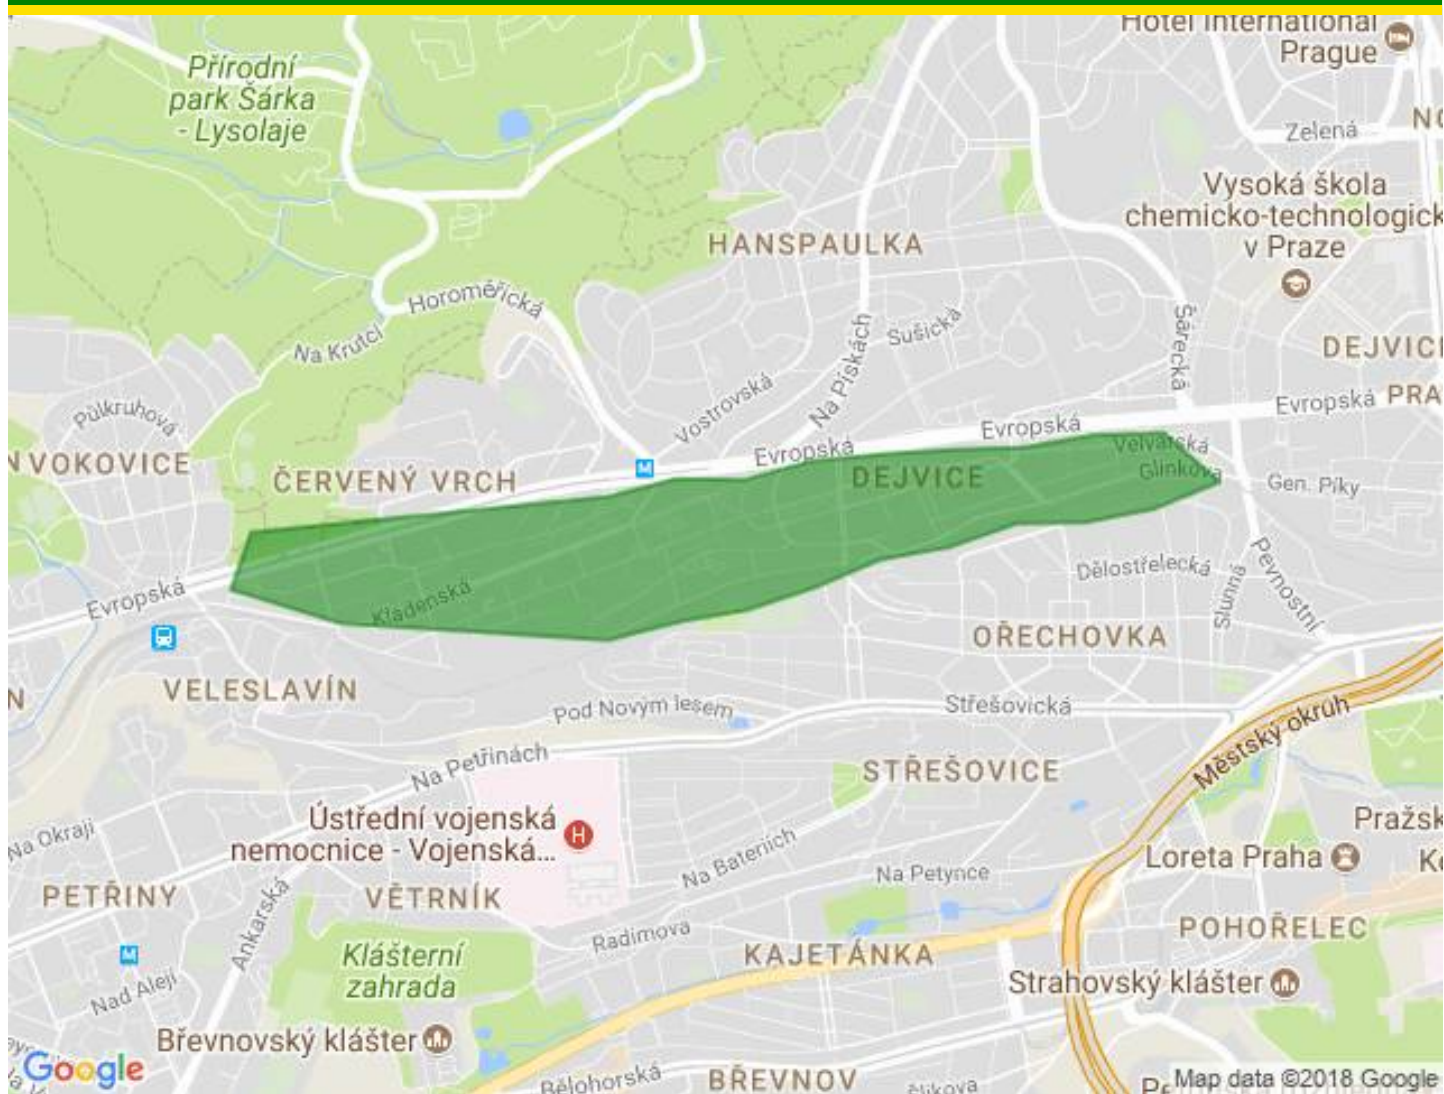 Hotel International
Prague
Přírodní
park Šárka
- Lysolaje
Zelená
Vysoká škola
chemicko-technologick
v Praze
HANSPAULKA
Horoměřická
Na Krutci
Sušická
Na Pískách
Šárecká
DEJVIC
Půlkruhová
Vostrovská
Evropská
PRA
Evropská
Evropská
Velvarská
VOKOVICE
ČERVENÝ VRCH
DEJVICE
Glinkova
Gen. Píky
Evropská
Kladenská
Dělostřelecká
Slunná
Pevnostní
OŘECHOVKA
VELESLAVÍN
Pod Novým lesem
Střešovická
Městský okruh
Na Petřinách
STŘEŠOVICE
Na Okraji
Ústřední vojenská
nemocnice - Vojenská...
H
Pražsk
Loreta Praha
Na Bateriích
Na Petynce
PETŘINY
VĚTRNÍK
Ankarská
Radimova
POHOŘELEC
Klášterní
zahrada
KAJETÁNKA
Nad Alejí
Strahovský klášter
Břevnovský klášter
Google
Bělohorská
BŘEVNOV
Map data ©2018 Google